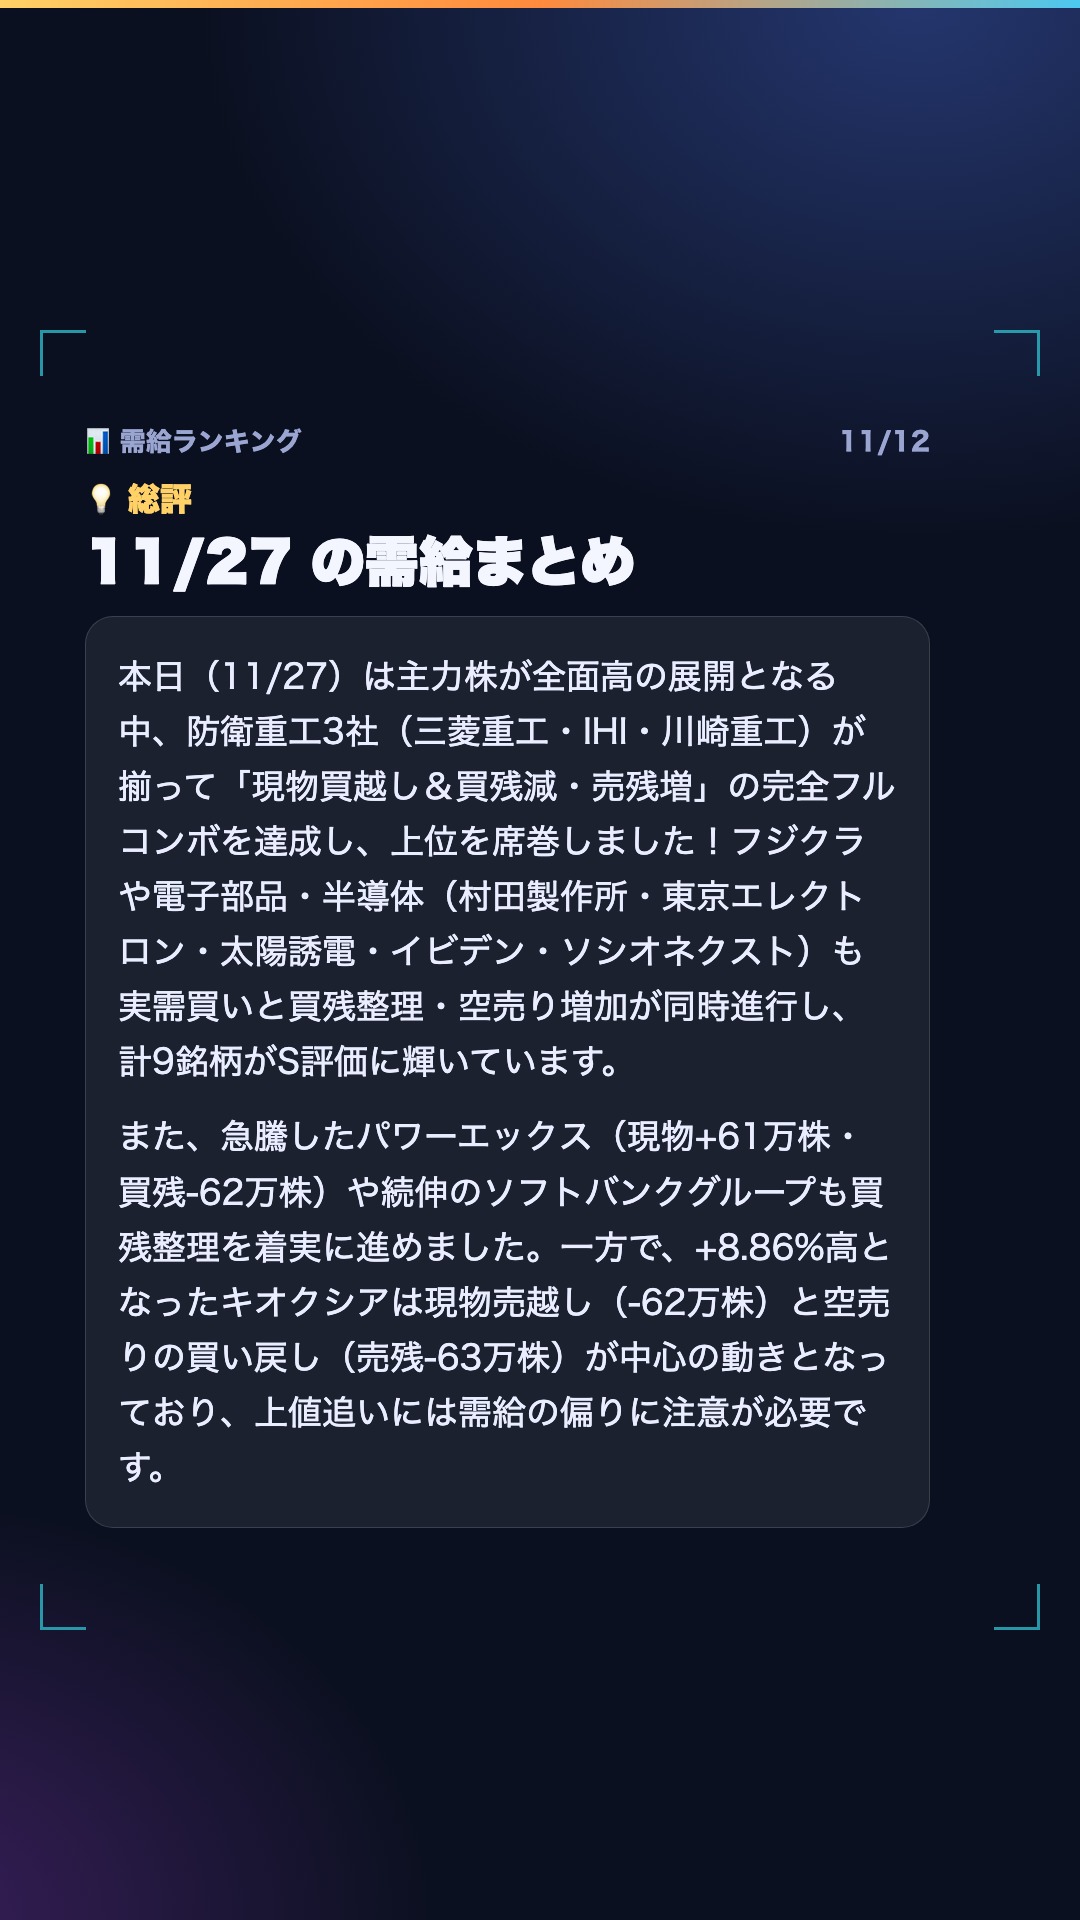 📊 需給ランキング 11/12
💡 総評
11/27 の需給まとめ
本日（11/27）は主力株が全面高の展開となる
中、防衛重工3社（三菱重工・IHI・川崎重工）が
揃って「現物買越し＆買残減・売残増」の完全フル
コンボを達成し、上位を席巻しました！フジクラ
や電子部品・半導体（村田製作所・東京エレクト
ロン・太陽誘電・イビデン・ソシオネクスト）も
実需買いと買残整理・空売り増加が同時進行し、
計9銘柄がS評価に輝いています。
また、急騰したパワーエックス（現物+61万株・
買残-62万株）や続伸のソフトバンクグループも買
残整理を着実に進めました。一方で、+8.86%高と
なったキオクシアは現物売越し（-62万株）と空売
りの買い戻し（売残-63万株）が中心の動きとなっ
ており、上値追いには需給の偏りに注意が必要で
す。